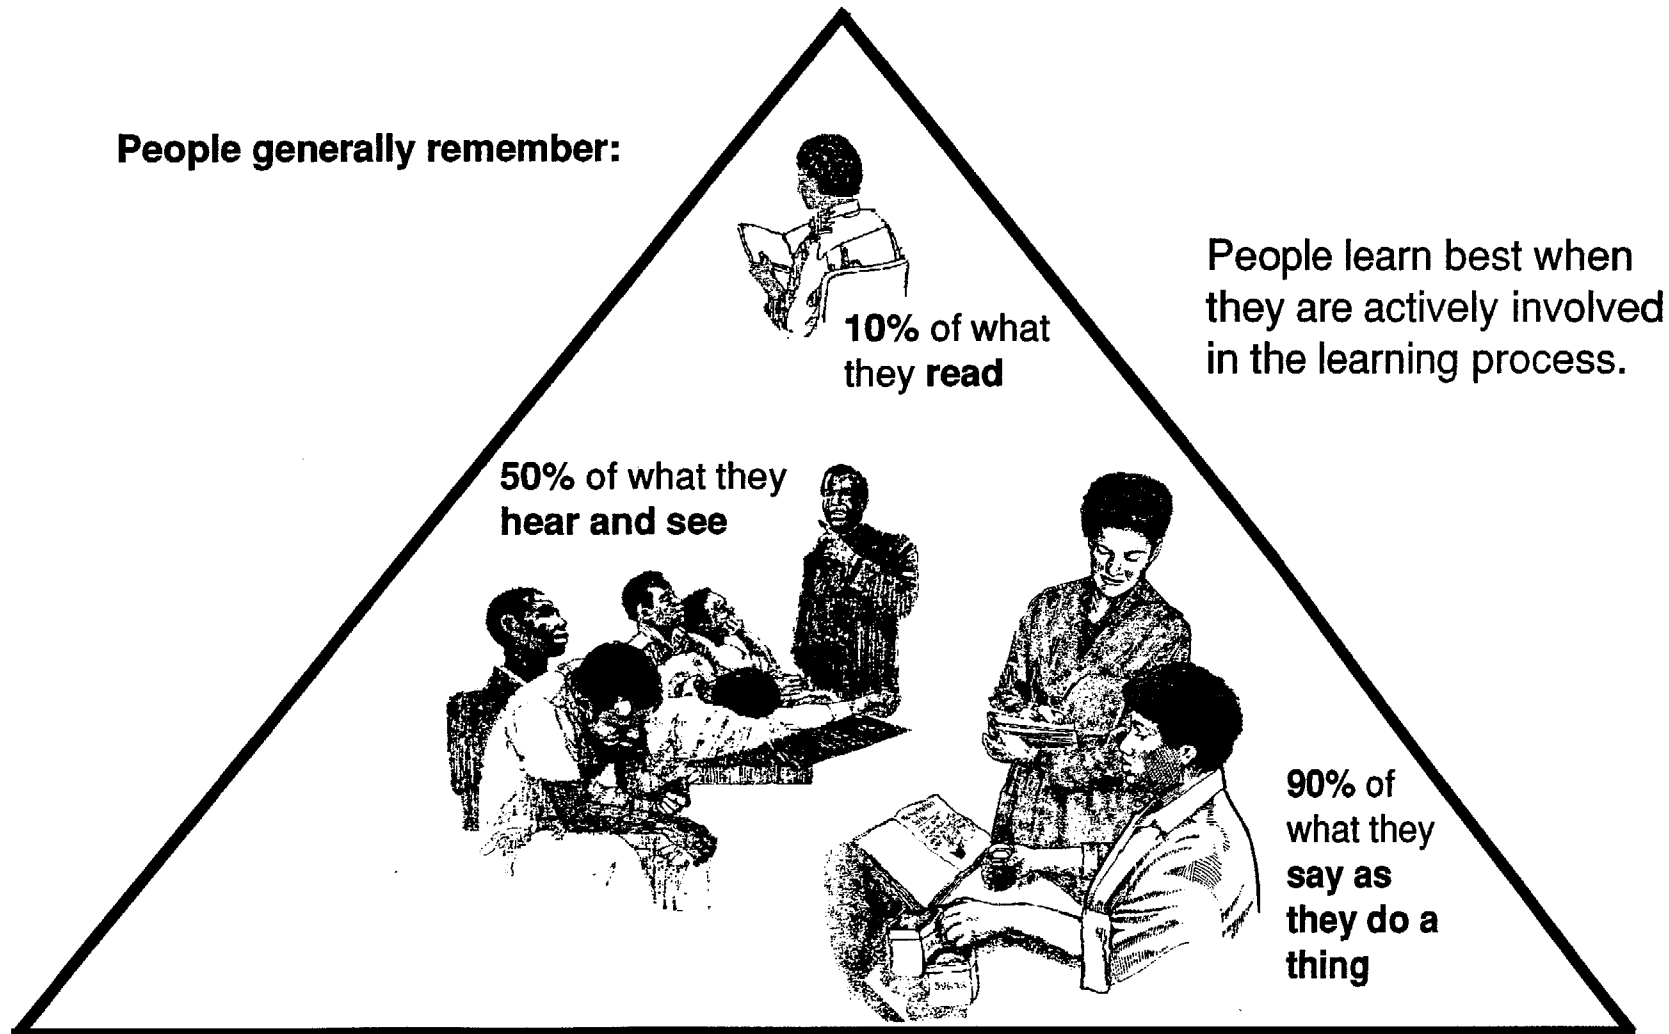 People generally remember:
10% of what
they read
People learn best when
they are actively involved
in the learning process.
50% of what they
hear and see
90% of
what they
say as
they do a
thing